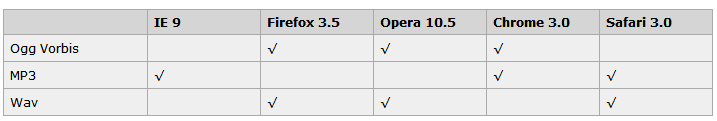 IE 9 Firefox 3.5 Opera 10.5 Chrome 3.0 Safari 3.0
Ogg Vorbis √ √ √
MP3 √ √ √
Wav √ √ √